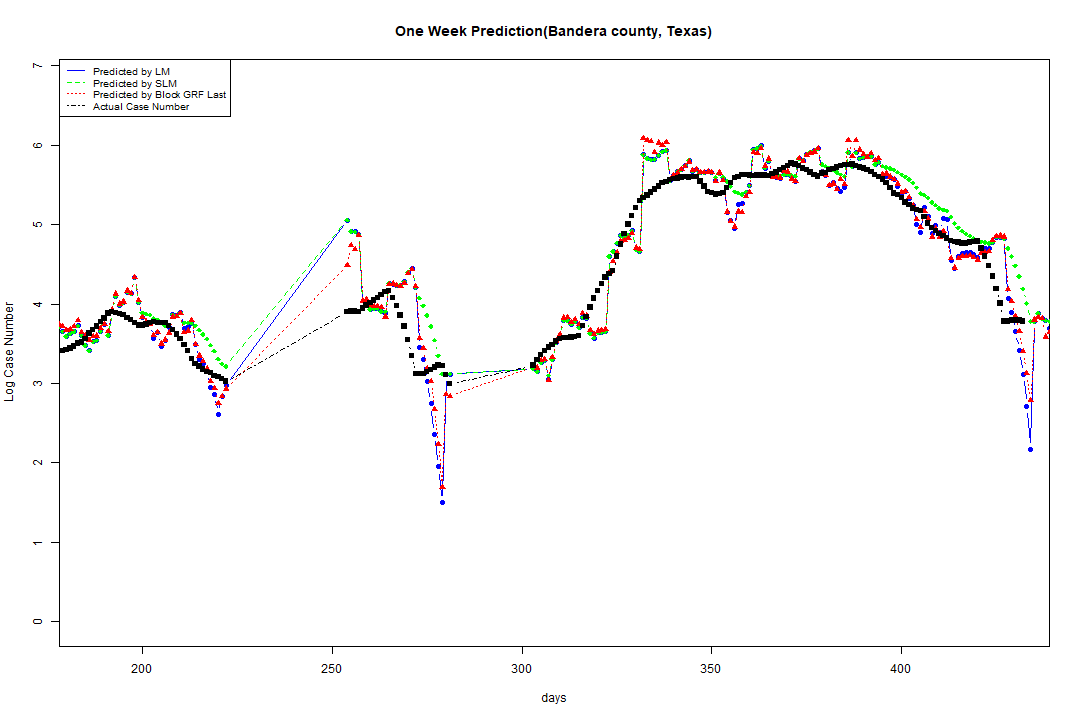 One Week Prediction(Bandera county, Texas)
Predicted by LM
Predicted by SLM
Predicted by Block GRF Last
Actual Case Number
Log Case Number
7
6
5
4
3
2
1
0
200 250 300 350 400
days